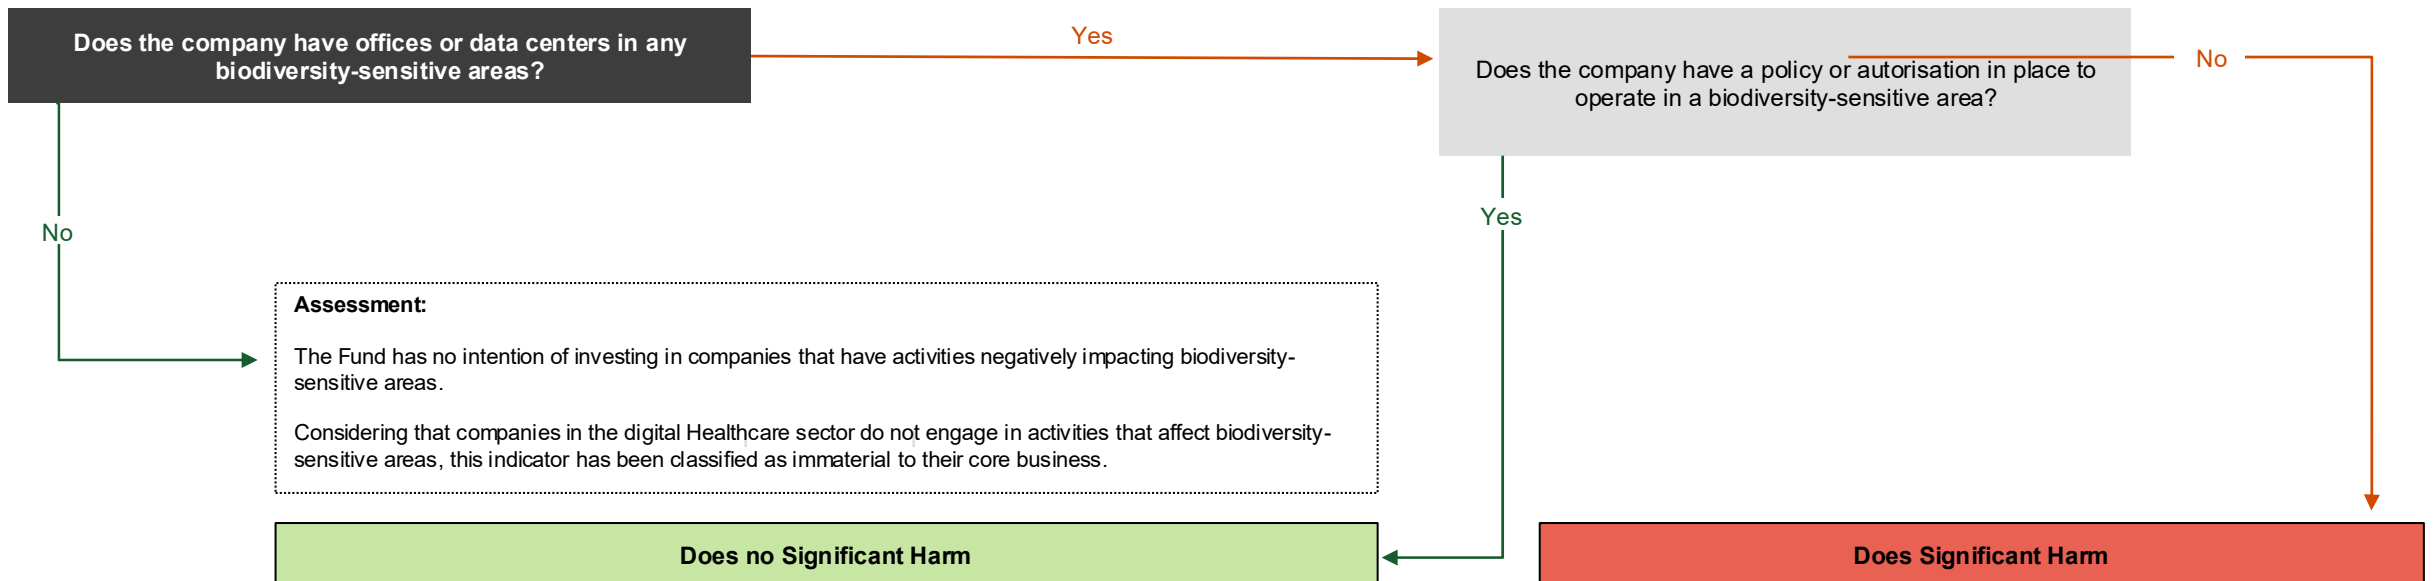 Does the company have offices or data centers in any
biodiversity-sensitive areas?
Yes
Does the company have a policy or autorisation in place to
operate in a biodiversity-sensitive area?
No
No
Yes
Assessment:
The Fund has no intention of investing in companies that have activities negatively impacting biodiversity-
sensitive areas.
Considering that companies in the digital Healthcare sector do not engage in activities that affect biodiversity-
sensitive areas, this indicator has been classified as immaterial to their core business.
Does no Significant Harm
Does Significant Harm